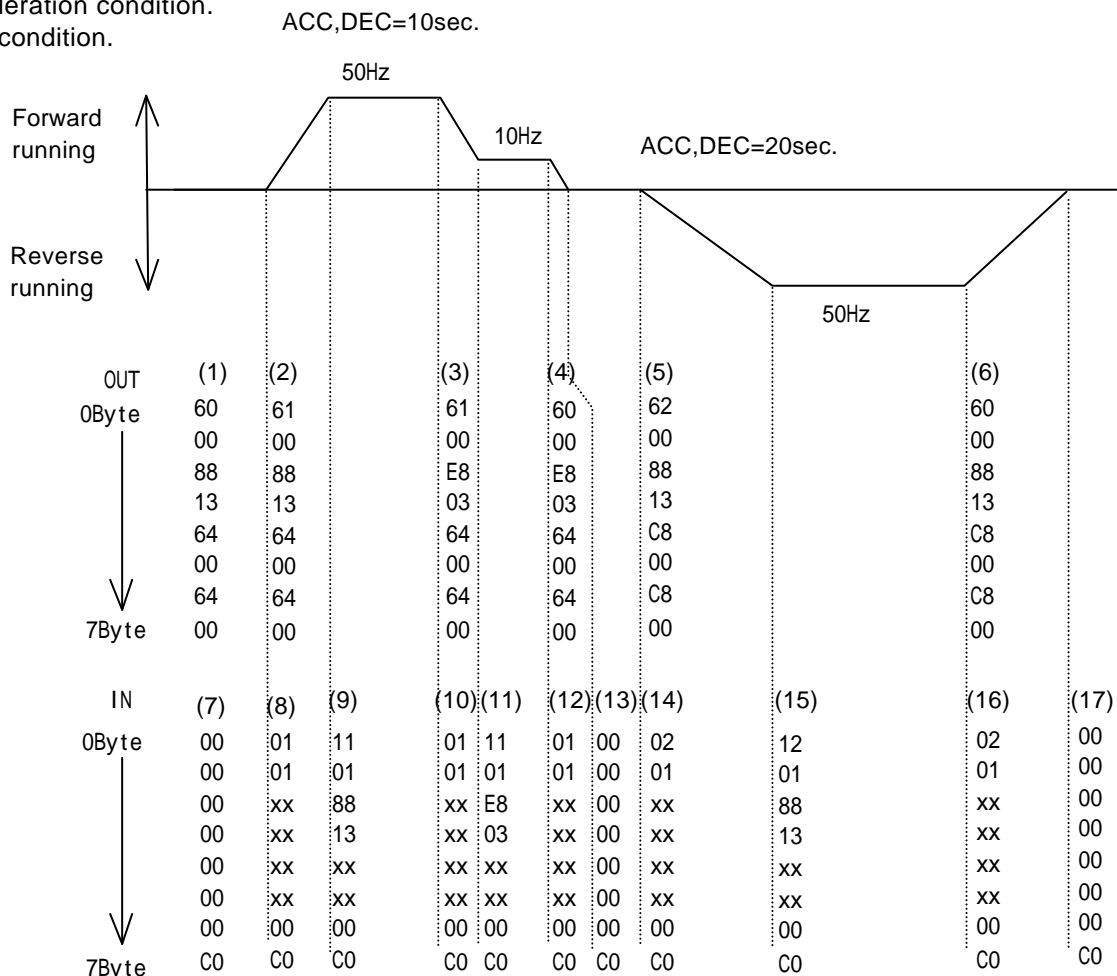 eration condition.
condition.
ACC,DEC=10sec.
50Hz
Forward
running
10Hz
ACC,DEC=20sec.
Reverse
running
50Hz
OUT (1) (2) (3) (4) (5) (6)
0Byte 60 61 61 60 62 60
00 00 00 00 00 00
88 88 E8 E8 88 88
13 13 03 03 13 13
64 64 64 64 C8 C8
00 00 00 00 00 00
64 64 64 64 C8 C8
7Byte 00 00 00 00 00 00
IN (7) (8) (9) (10) (11) (12) (13) (14) (15) (16) (17)
0Byte 00 01 11 01 11 01 00 02 12 02 00
00 01 01 01 01 01 00 01 01 01 00
00 xx 88 xx E8 xx 00 xx 88 xx 00
00 xx 13 xx 03 xx 00 xx 13 xx 00
00 xx xx xx xx xx 00 xx xx xx 00
00 xx xx xx xx xx 00 xx xx xx 00
00 00 00 00 00 00 00 00 00 00 00
7Byte C0 C0 C0 C0 C0 C0 C0 C0 C0 C0 C0